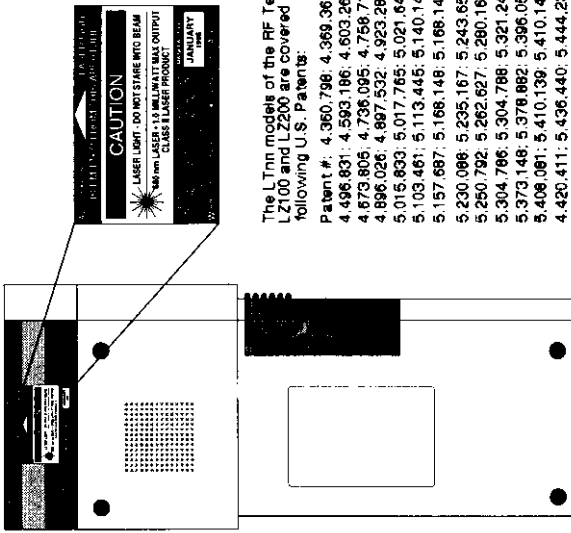 CAUTION
LASER LIGHT - DO NOT STARE INTO BEAM
680 nm LASER - 1.0 MILLIWATT MAX OUTPUT
CLASS II LASER PRODUCT
JANUARY
The LTnn models of the RF Te
LZ100 and LZ200 are covered
following U.S. Patents:
Patent #: 4,360,798; 4,369,36
4,496,831; 4,593,186; 4,603,26
4,673,805; 4,736,095; 4,758,71
4,896,026; 4,897,532; 4,923,28
5,015,833; 5,017,765; 5,021,64
5,103,461; 5,113,445; 5,140,14
5,157,687; 5,168,148; 5,168,14
5,230,088; 5,235,167; 5,243,65
5,250,792; 5,262,627; 5,280,16
5,304,786; 5,304,788; 5,321,24
5,373,148; 5,378,882; 5,396,05
5,408,081; 5,410,139; 5,410,14
4,420,411; 5,436,440; 5,444,23